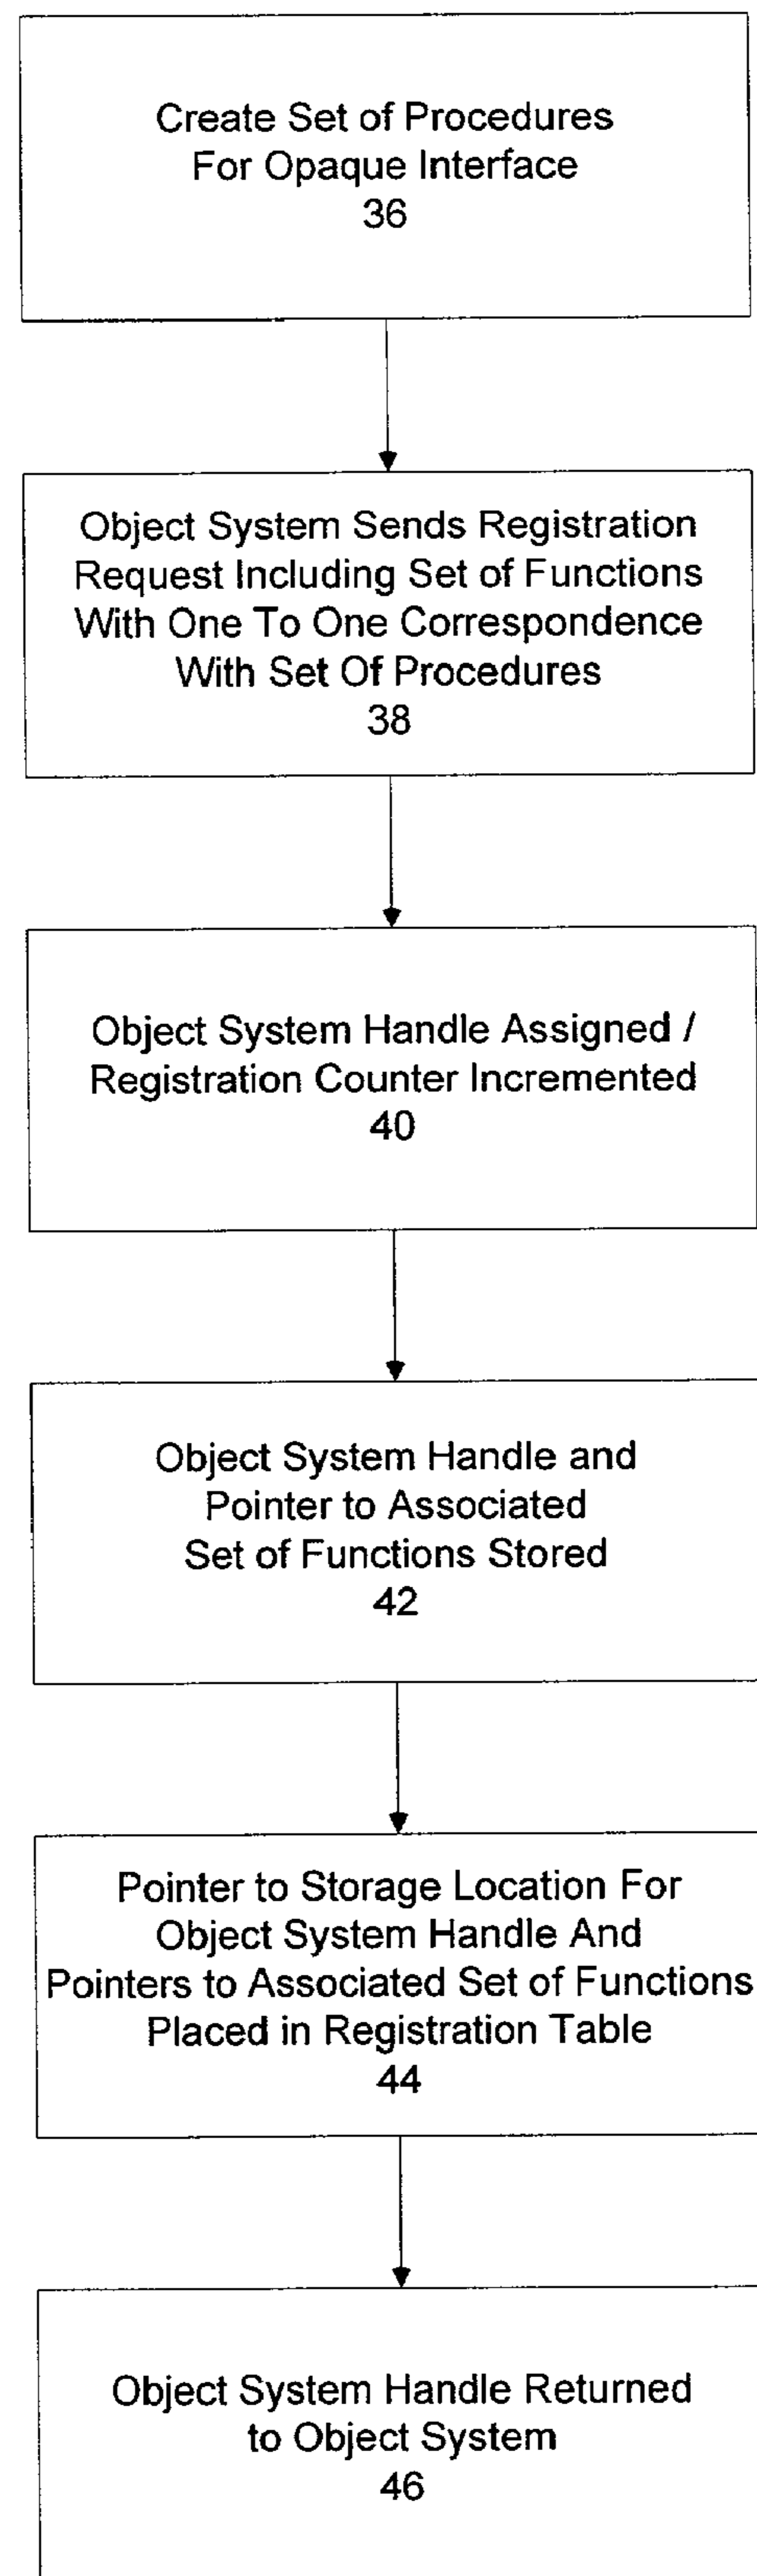 Create Set of Procedures
For Opaque Interface
36
Object System Sends Registration
Request Including Set of Functions
With One To One Correspondence
With Set Of Procedures
38
Object System Handle Assigned /
Registration Counter Incremented
40
Object System Handle and
Pointer to Associated
Set of Functions Stored
42
Pointer to Storage Location For
Object System Handle And
Pointers to Associated Set of Functions
Placed in Registration Table
44
Object System Handle Returned
to Object System
46